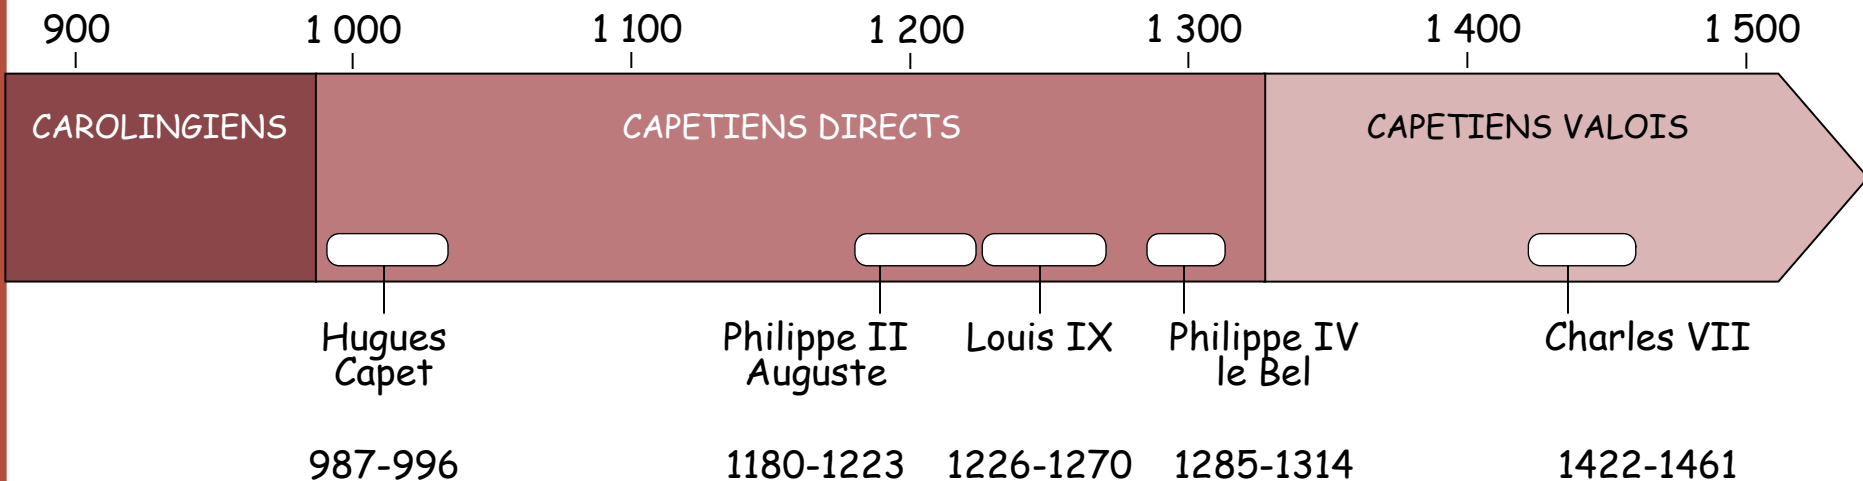 900 1 000 1 100 1 200 1 300 1 400 1 500
CAROLINGIENS CAPETIENS DIRECTS CAPETIENS VALOIS
Hugues Philippe II Louis IX Philippe IV Charles VII
Capet Auguste le Bel
987-996 1180-1223 1226-1270 1285-1314 1422-1461